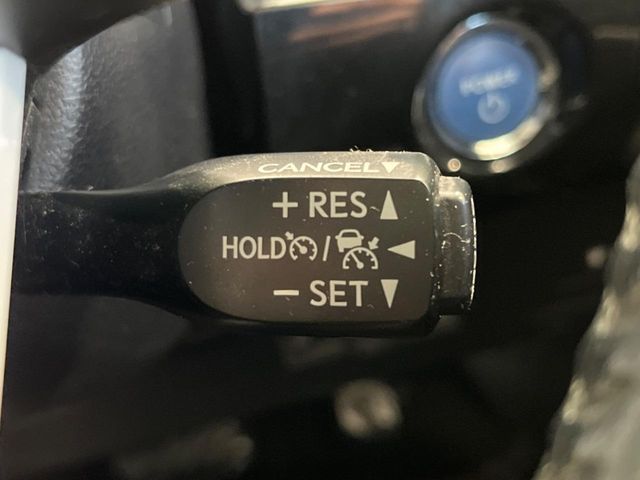 POWER
CANCEL▼
+ RES ▲
HOLD / ◀
− SET ▼